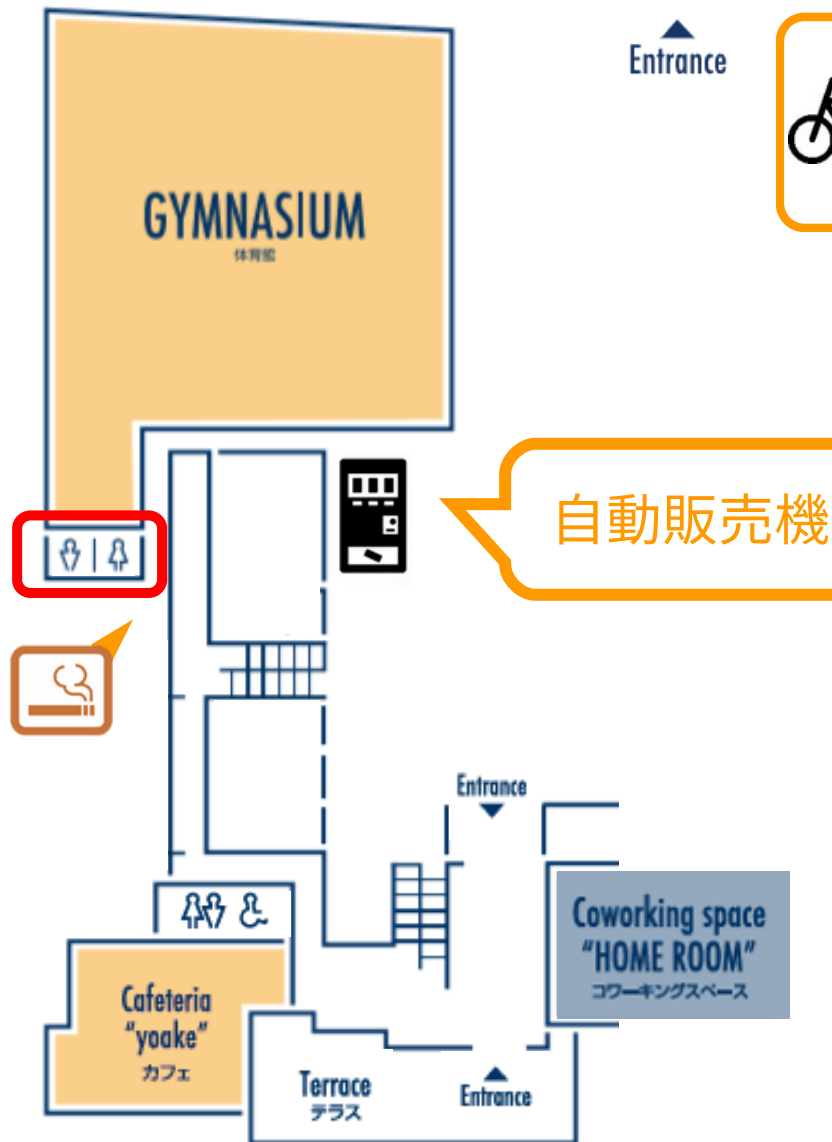 Entrance
GYMNASIUM
体育館
自動販売機
Entrance
Coworking space
"HOME ROOM"
コワーキングスペース
Cafeteria
"yoake"
カフェ
Terrace
テラス
Entrance